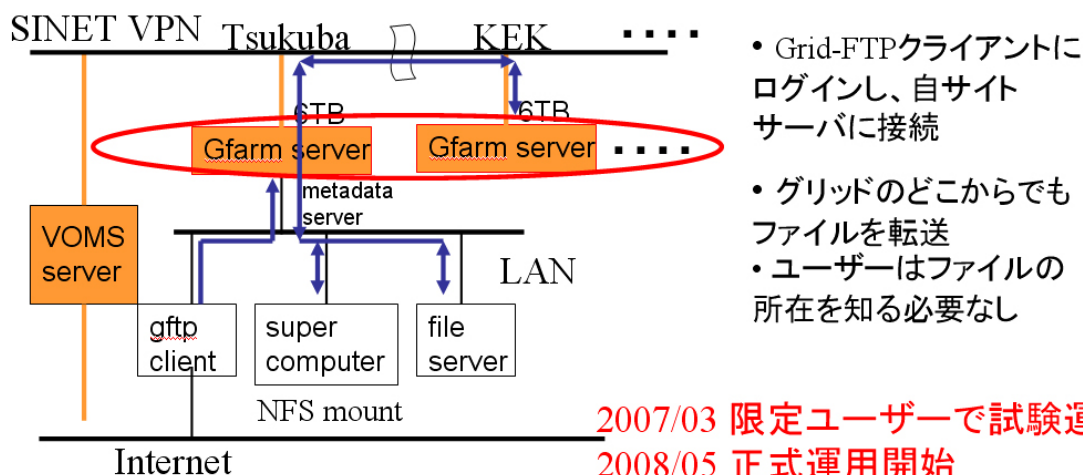 SINET VPN
Tsukuba
KEK
・・・・
6TB
6TB
Gfarm server
Gfarm server
・・・・
metadata
server
VOMS
server
LAN
gftp
client
super
computer
file
server
NFS mount
Internet
• Grid-FTPクライアントに
ログインし、自サイト
サーバに接続
• グリッドのどこからでも
ファイルを転送
• ユーザーはファイルの
所在を知る必要なし
2007/03 限定ユーザーで試験運
2008/05 正式運用開始